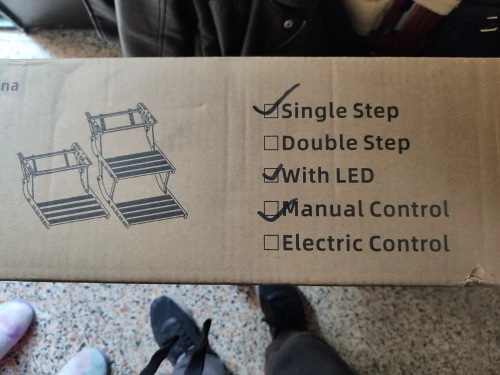 na
Single Step
Double Step
With LED
Manual Control
Electric Control